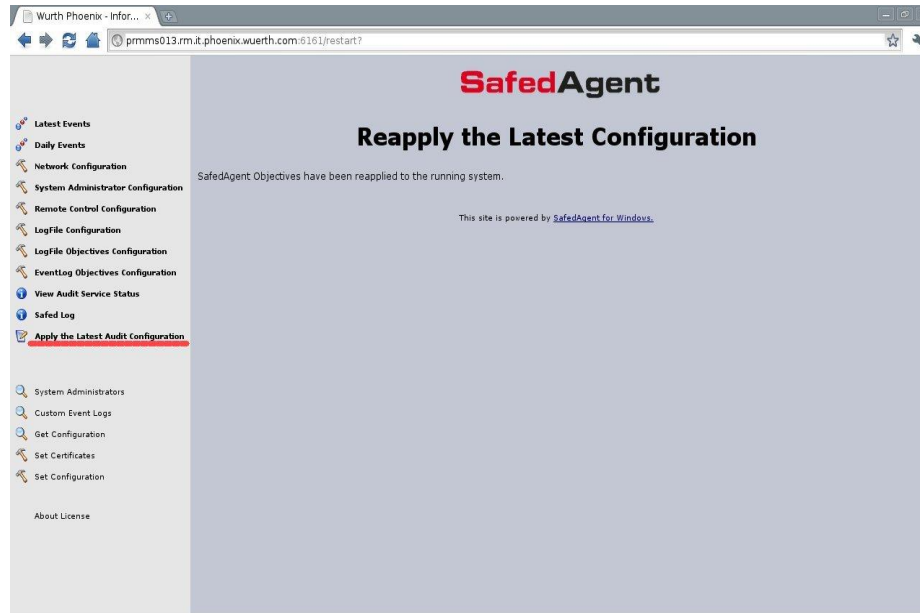 Wurth Phoenix - Infor...
prmms013.rm.it.phoenix.wuerth.com:6161/restart?
SafedAgent
Latest Events
Daily Events
Network Configuration
System Administrator Configuration
Remote Control Configuration
LogFile Configuration
LogFile Objectives Configuration
EventLog Objectives Configuration
View Audit Service Status
Safed Log
Apply the Latest Audit Configuration
System Administrators
Custom Event Logs
Get Configuration
Set Certificates
Set Configuration
About License
Reapply the Latest Configuration
SafedAgent Objectives have been reapplied to the running system.
This site is powered by SafedAgent for Windows.